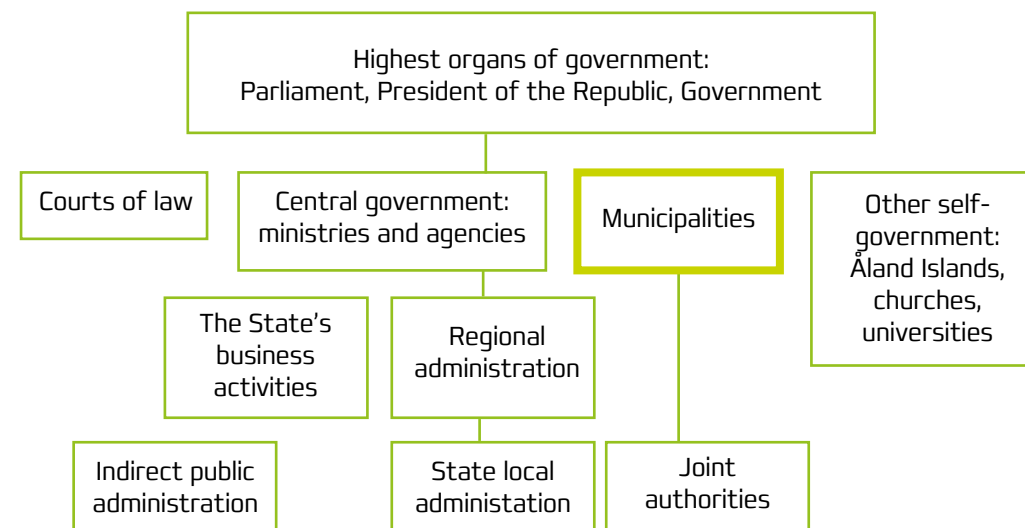 Highest organs of government:
Parliament, President of the Republic, Government
Courts of law
Central government:
ministries and agencies
Municipalities
Other self-
government:
Åland Islands,
churches,
universities
The State’s
business
activities
Regional
administration
Indirect public
administration
State local
administation
Joint
authorities